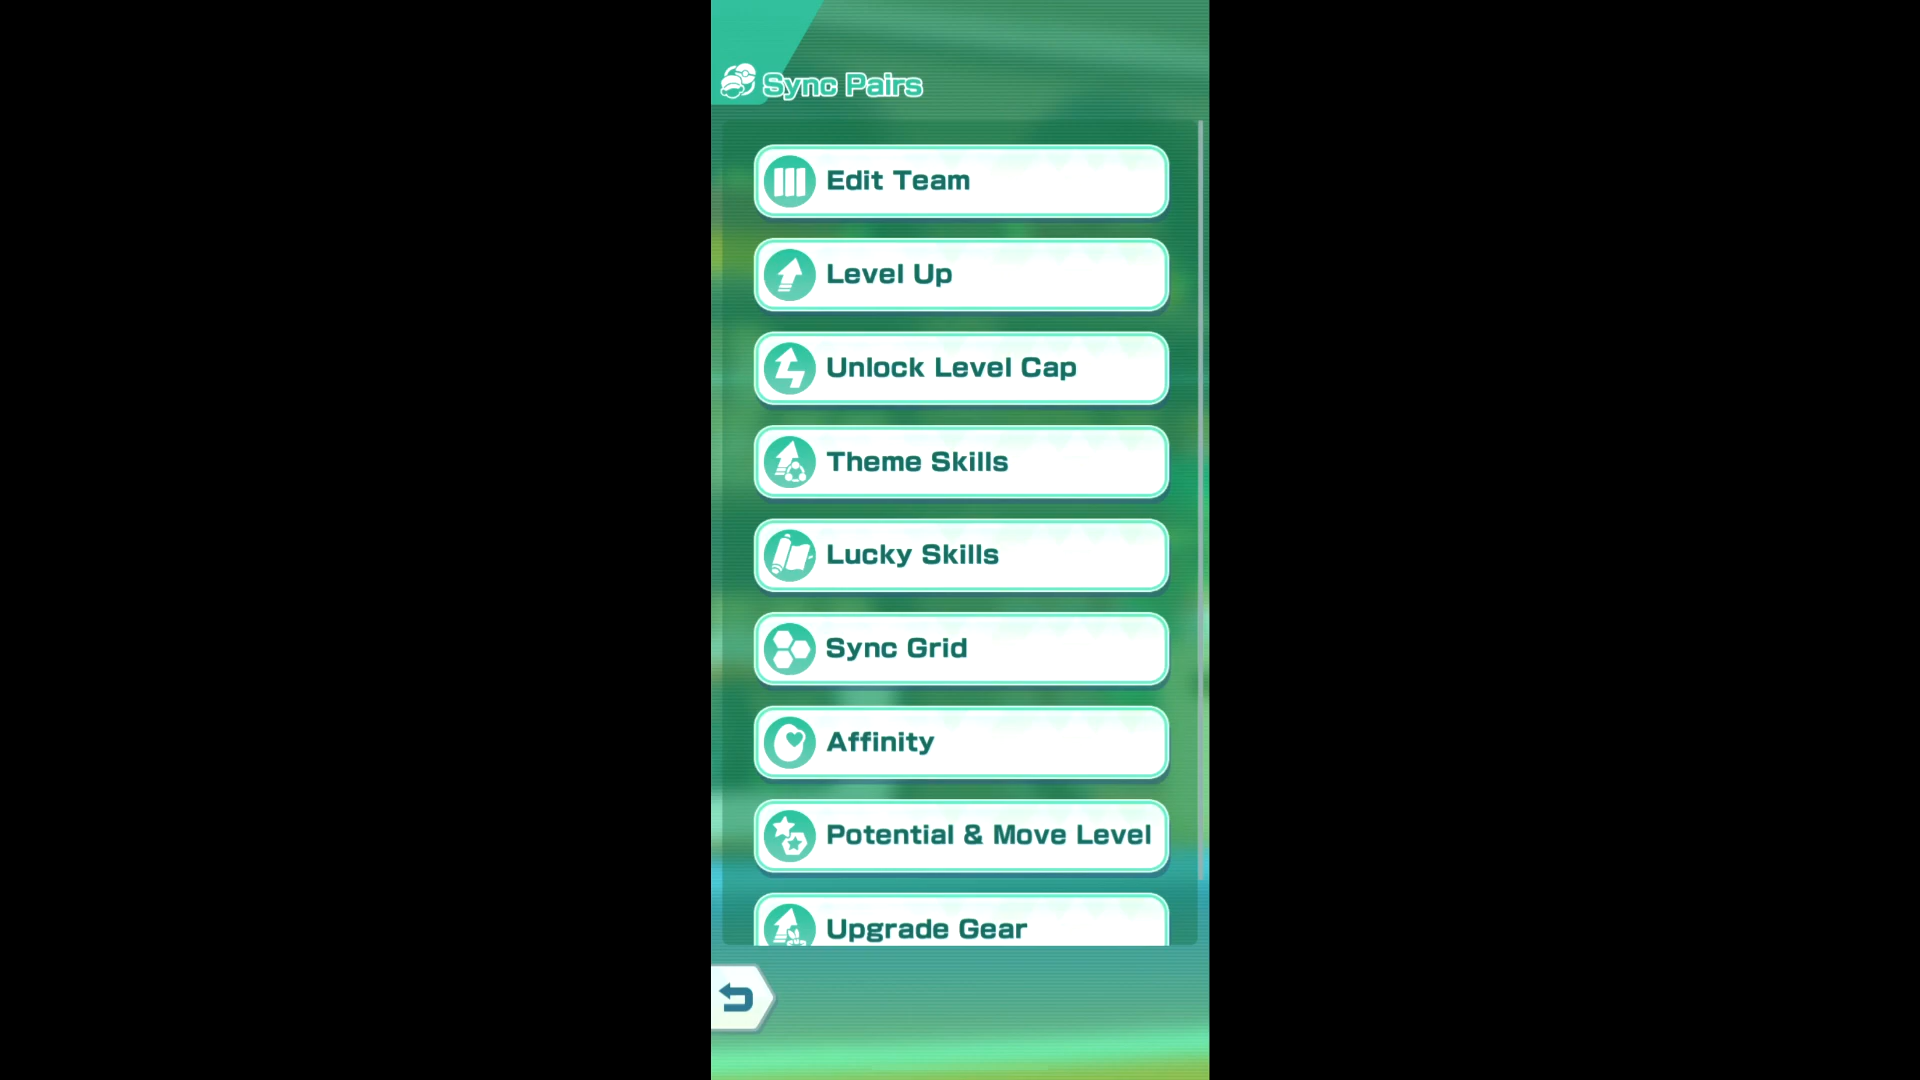 Sync Pairs
Edit Team
Level Up
Unlock Level Cap
Theme Skills
Lucky Skills
Sync Grid
Affinity
Potential & Move Level
Upgrade Gear